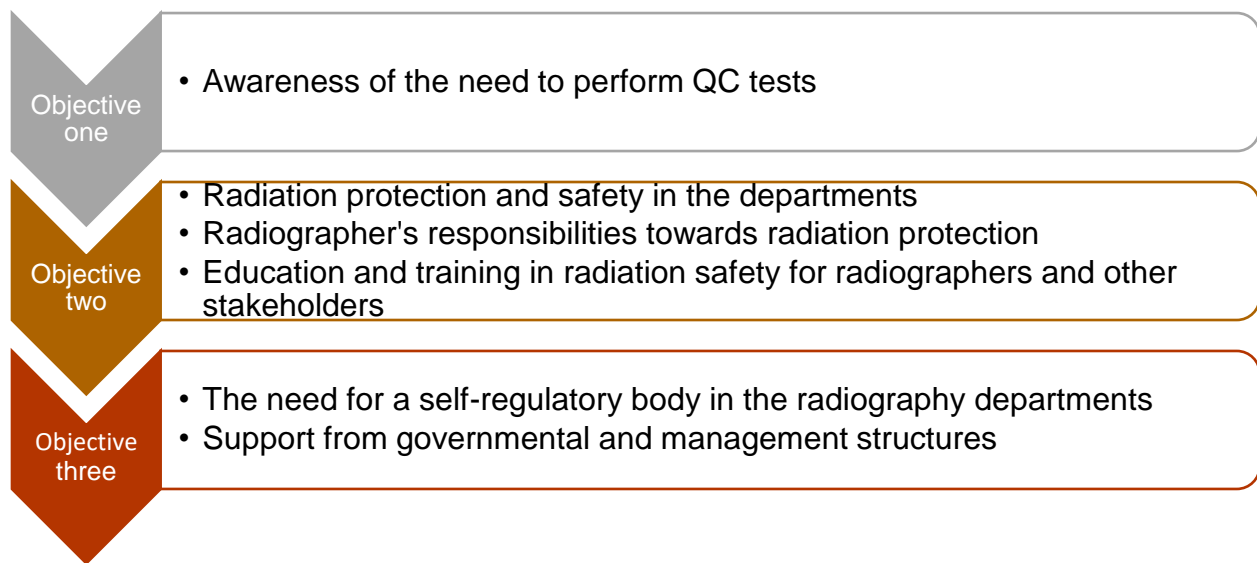 Objective
one
• Awareness of the need to perform QC tests
Objective
two
• Radiation protection and safety in the departments
• Radiographer's responsibilities towards radiation protection
• Education and training in radiation safety for radiographers and other
stakeholders
Objective
three
• The need for a self-regulatory body in the radiography departments
• Support from governmental and management structures